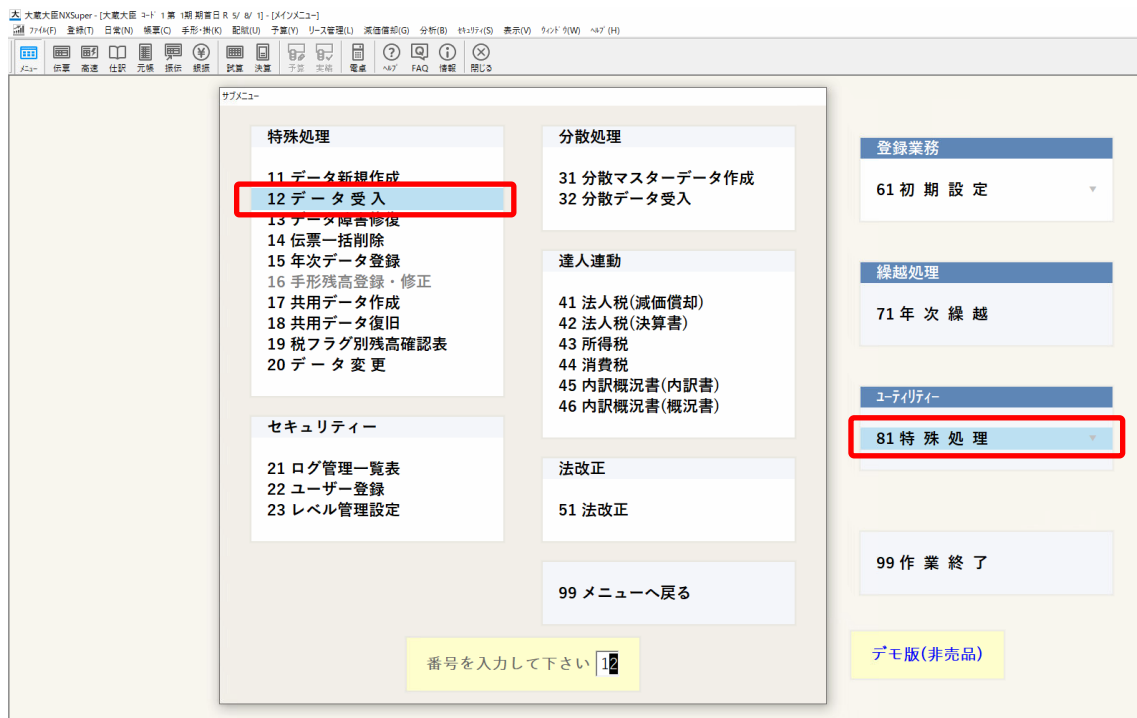 大蔵大臣NXSuper - [大蔵大臣 ｺｰﾄﾞ 1 第 1期 期首日 R 5/ 8/ 1] - [メインメニュー]
ﾌｧｲﾙ(F) 登録(T) 日常(N) 帳票(C) 手形･掛(K) 配賦(U) 予算(Y) リース管理(L) 減価償却(G) 分析(B) ｾｷｭﾘﾃｨ(S) 表示(V) ｳｨﾝﾄﾞｳ(W) ﾍﾙﾌﾟ(H)
ﾒﾆｭｰ 伝票 高速 仕訳 元帳 振伝 銀振 試算 決算 予算 実績 電卓 ﾍﾙﾌﾟ FAQ 情報 閉じる
サブメニュー
特殊処理
11 データ新規作成
12 デ ー タ 受 入
13 データ障害修復
14 伝票一括削除
15 年次データ登録
16 手形残高登録・修正
17 共用データ作成
18 共用データ復旧
19 税フラグ別残高確認表
20 デ ー タ 変 更
セキュリティー
21 ログ管理一覧表
22 ユーザー登録
23 レベル管理設定
分散処理
31 分散マスターデータ作成
32 分散データ受入
達人連動
41 法人税(減価償却)
42 法人税(決算書)
43 所得税
44 消費税
45 内訳概況書(内訳書)
46 内訳概況書(概況書)
法改正
51 法改正
99 メニューへ戻る
番号を入力して下さい 12
登録業務
61 初 期 設 定
繰越処理
71 年 次 繰 越
ﾕｰﾃｨﾘﾃｨｰ
81 特 殊 処 理
99 作 業 終 了
デモ版(非売品)